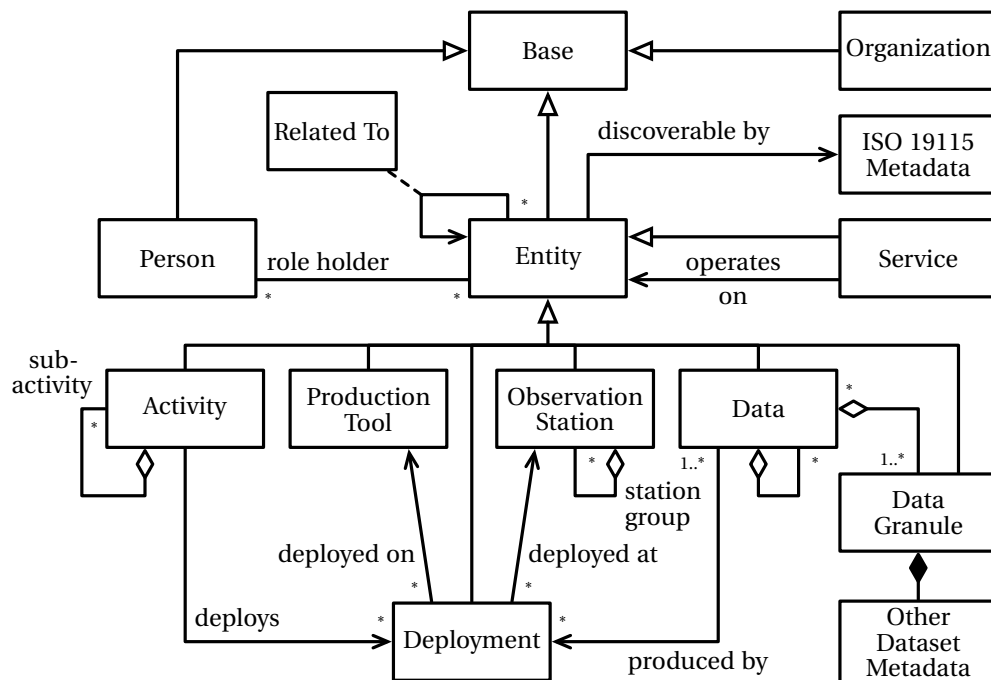 Base
Organization
Related To
discoverable by
ISO 19115
Metadata
*
Person
role holder
*
*
Entity
operates
on
Service
sub-
activity
*
Activity
Production
Tool
Observation
Station
*
station
group
Data
*
1..*
*
1..*
Data
Granule
deployed on
*
deployed at
*
deploys
*
Deployment
*
produced by
Other
Dataset
Metadata